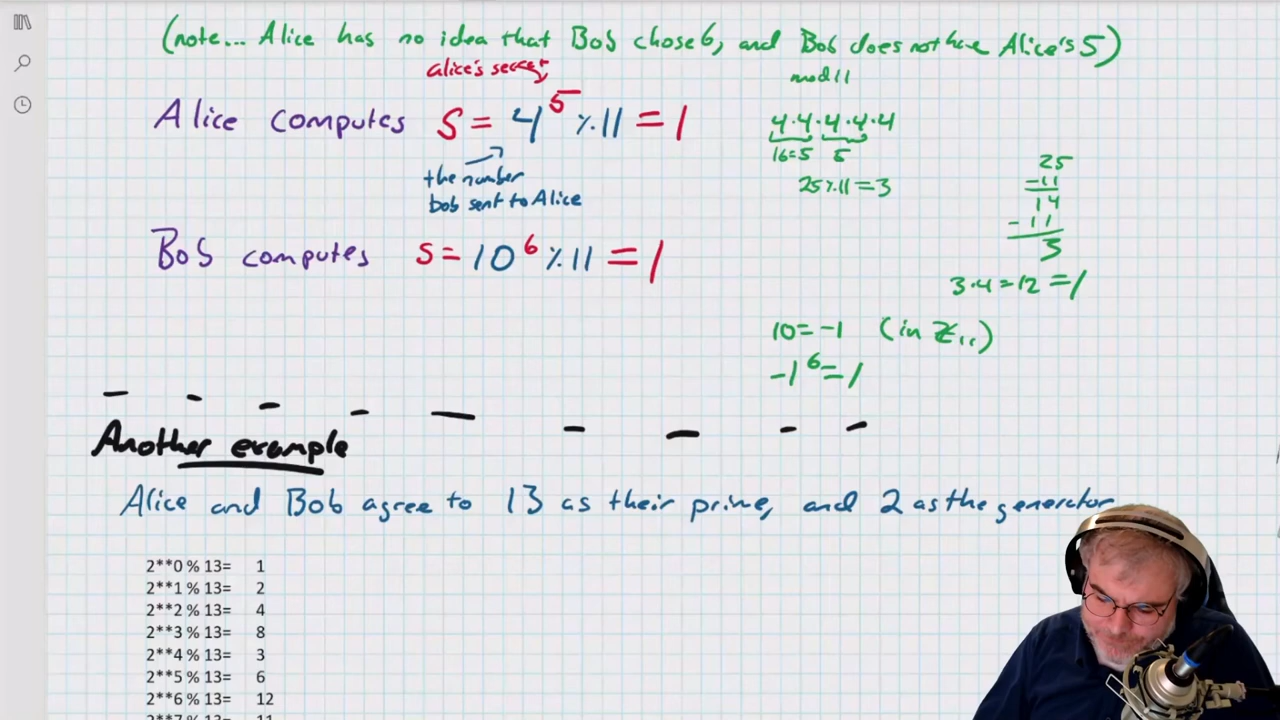 (note... Alice has no idea that Bob chose 6, and Bob does not have Alice's 5)
alice's secret
Alice computes S = 4^5 % 11 = 1
the number
bob sent to Alice
Bob computes S = 10^6 % 11 = 1
mod 11
4·4·4·4·4
16=5 5
25%11=3
25
-11
14
-11
3
3·4=12=1
10=-1 (in Z11)
-1^6=1
Another example
Alice and Bob agree to 13 as their prime, and 2 as the generator
2**0 % 13= 1
2**1 % 13= 2
2**2 % 13= 4
2**3 % 13= 8
2**4 % 13= 3
2**5 % 13= 6
2**6 % 13= 12
2**7 % 13= 11